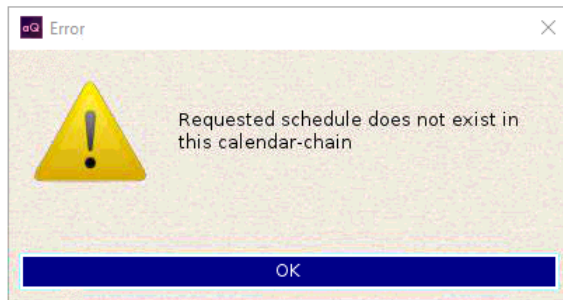 aQ Error
Requested schedule does not exist in
this calendar-chain
OK